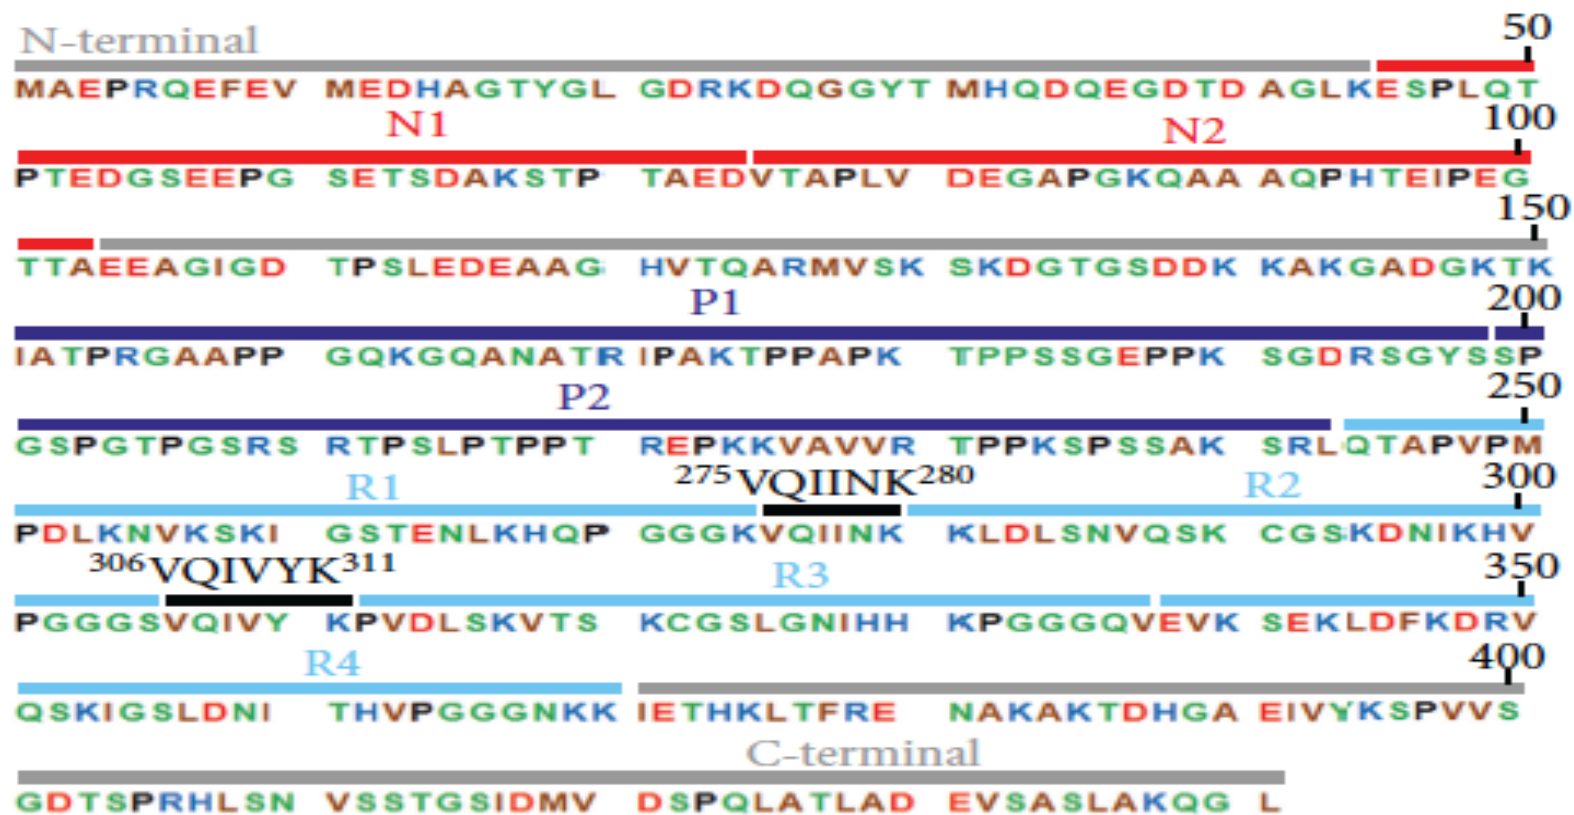 N-terminal 50
MAEPRQEFEV MEDHAGTYGL GDRKDQGGYT MHQDQEGDTD AGLKESPLQT
N1 N2 100
PTEDGSEEPG SETSDAKSTP TAEDVTAPLV DEGAPGKQAA AQPHTEIPEG
150
TTAEEAGIGD TPSLEDEAAG HVTQARMVSK SKDGTGSDDK KAKGADGKTK
P1 200
IATPRGAAPP GQKGQANATR IPAKTPPAPK TPPSSGEPPK SGDRSGYSSP
P2 250
GSPGTPGSRS RTPSLPTPPT REPKKVAVVR TPPKSPSSAK SRLQTAPVPM
R1 275VQIINK280 R2 300
PDLKNVKSKI GSTENLKHQP GGGKVQIINK KLDLSNVQSK CGSKDNIKHV
306VQIVYK311 R3 350
PGGGSVQIVY KPVDLSKVTS KCGSLGNIHH KPGGGQVEVK SEKLDFKDRV
R4 400
QSKIGSLDNI THVPGGGNKK IETHKLTFRE NAKAKTDHGA EIVYKSPVVS
C-terminal
GDTSPRHLSN VSSTGSIDMV DSPQLATLAD EVSASLAKQG L